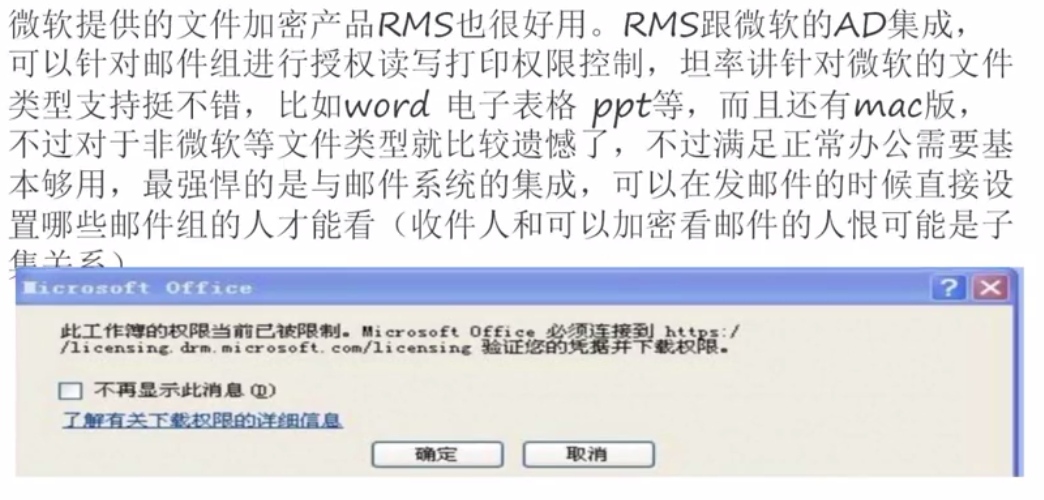 微软提供的文件加密产品RMS也很好用。RMS跟微软的AD集成，
可以针对邮件组进行授权读写打印权限控制，坦率讲针对微软的文件
类型支持挺不错，比如word 电子表格 ppt等，而且还有mac版，
不过对于非微软等文件类型就比较遗憾了，不过满足正常办公需要基
本够用，最强悍的是与邮件系统的集成，可以在发邮件的时候直接设
置哪些邮件组的人才能看（收件人和可以加密看邮件的人恨可能是子
集关系）
Microsoft Office
此工作簿的权限当前已被限制。Microsoft Office 必须连接到 https:/
/licensing.drm.microsoft.com/licensing 验证您的凭据并下载权限。
不再显示此消息(D)
了解有关下载权限的详细信息
确定 取消